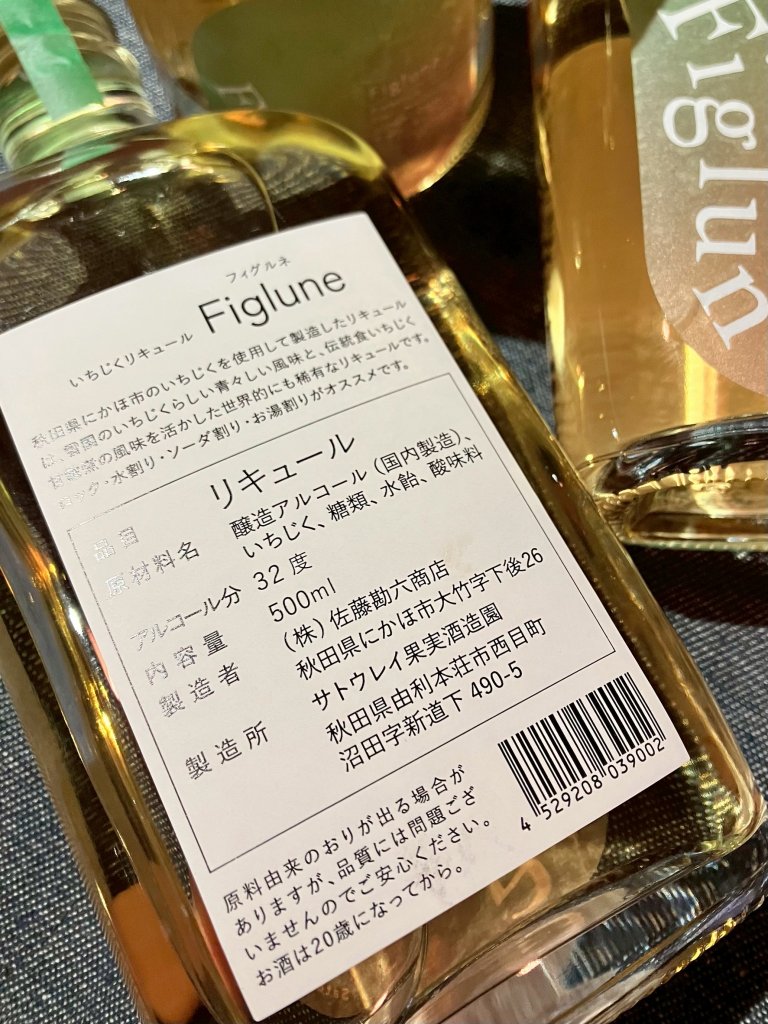 フィグルネ
いちじくリキュール Figlune
秋田県にかほ市のいちじくを使用して製造したリキュール
は、雪国のいちじくらしい青々しい風味と、伝統食いちじく
甘露煮の風味を活かした世界的にも稀有なリキュールです。
ロック・水割り・ソーダ割り・お湯割りがオススメです。
品目 リキュール
原材料名 醸造アルコール（国内製造）、
いちじく、糖類、水飴、酸味料
アルコール分 32度
内容量 500ml
製造者 （株）佐藤勘六商店
秋田県にかほ市大竹字下後26
製造所 サトウレイ果実酒造園
秋田県由利本荘市西目町
沼田字新道下 490-5
4 529208 039002
原料由来のおりが出る場合が
ありますが、品質には問題ござ
いませんのでご安心ください。
お酒は20歳になってから。
Figlun
Figlune